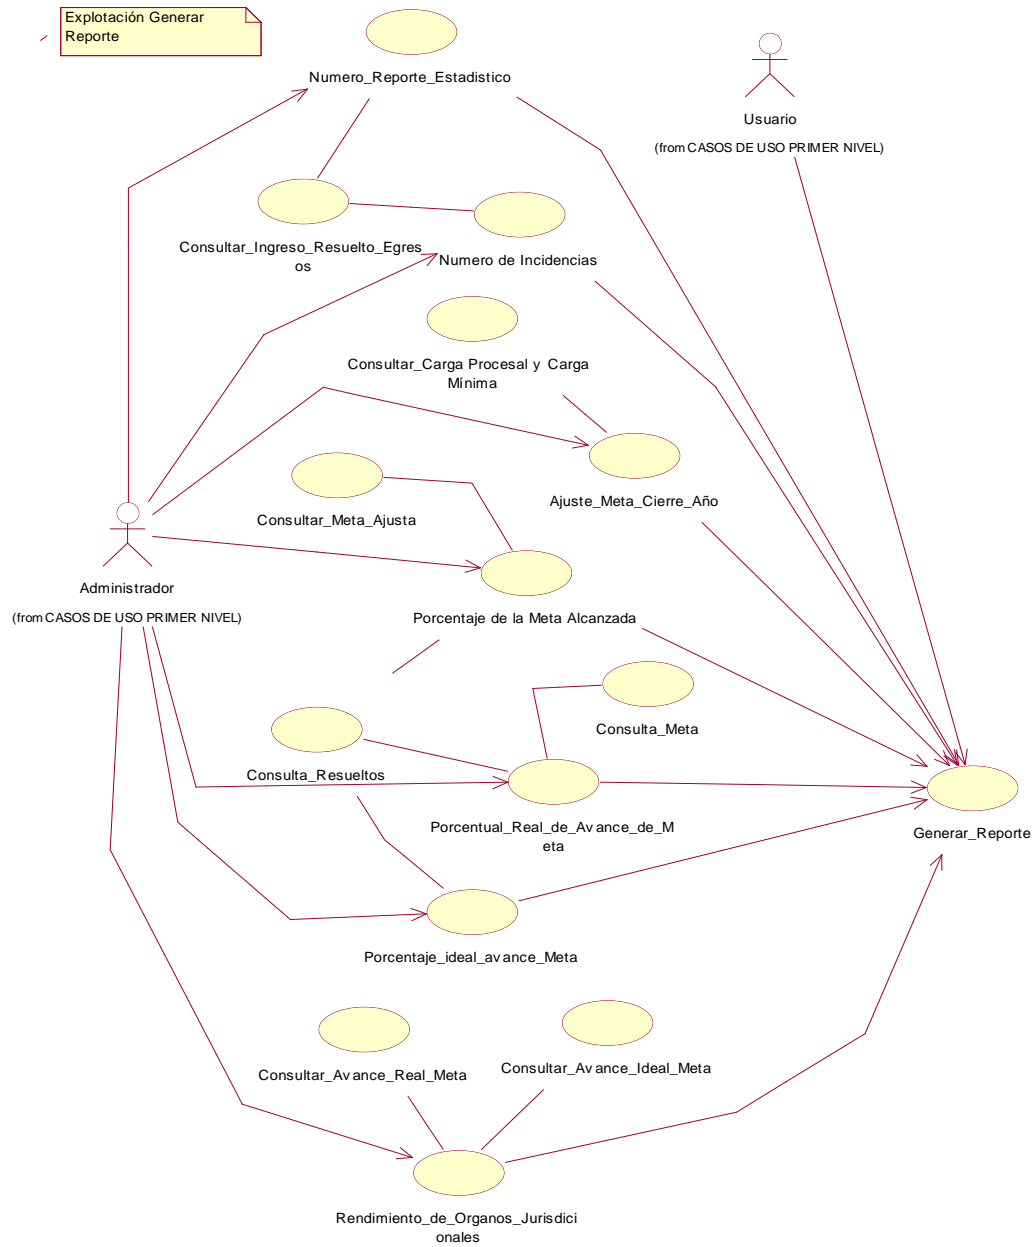 Explotación Generar
Reporte
Numero_Reporte_Estadistico
Usuario
(from CASOS DE USO PRIMER NIVEL)
Consultar_Ingreso_Resuelto_Egres
os
Numero de Incidencias
Consultar_Carga Procesal y Carga
Mínima
Ajuste_Meta_Cierre_Año
Consultar_Meta_Ajusta
Administrador
(from CASOS DE USO PRIMER NIVEL)
Porcentaje de la Meta Alcanzada
Consulta_Meta
Consulta_Resueltos
Porcentual_Real_de_Avance_de_M
eta
Generar_Reporte
Porcentaje_ideal_avance_Meta
Consultar_Avance_Real_Meta
Consultar_Avance_Ideal_Meta
Rendimiento_de_Organos_Jurisdici
onales